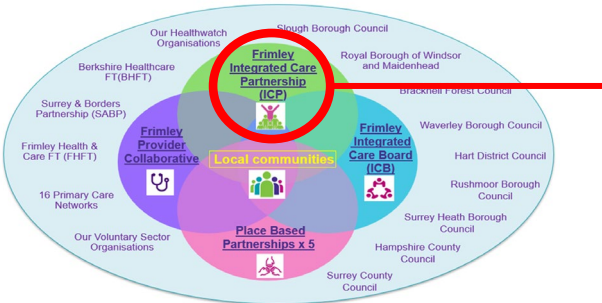 Our Healthwatch
Organisations
Slough Borough Council
Berkshire Healthcare
FT(BHFT)
Frimley
Integrated Care
Partnership
(ICP)
Royal Borough of Windsor
and Maidenhead
Bracknell Forest Council
Surrey & Borders
Partnership (SABP)
Waverley Borough Council
Frimley Health &
Care FT (FHFT)
Frimley
Provider
Collaborative
Local communities
Frimley
Integrated
Care Board
(ICB)
Hart District Council
Rushmoor Borough
Council
16 Primary Care
Networks
Surrey Heath Borough
Council
Our Voluntary Sector
Organisations
Place Based
Partnerships x 5
Hampshire County
Council
Surrey County
Council